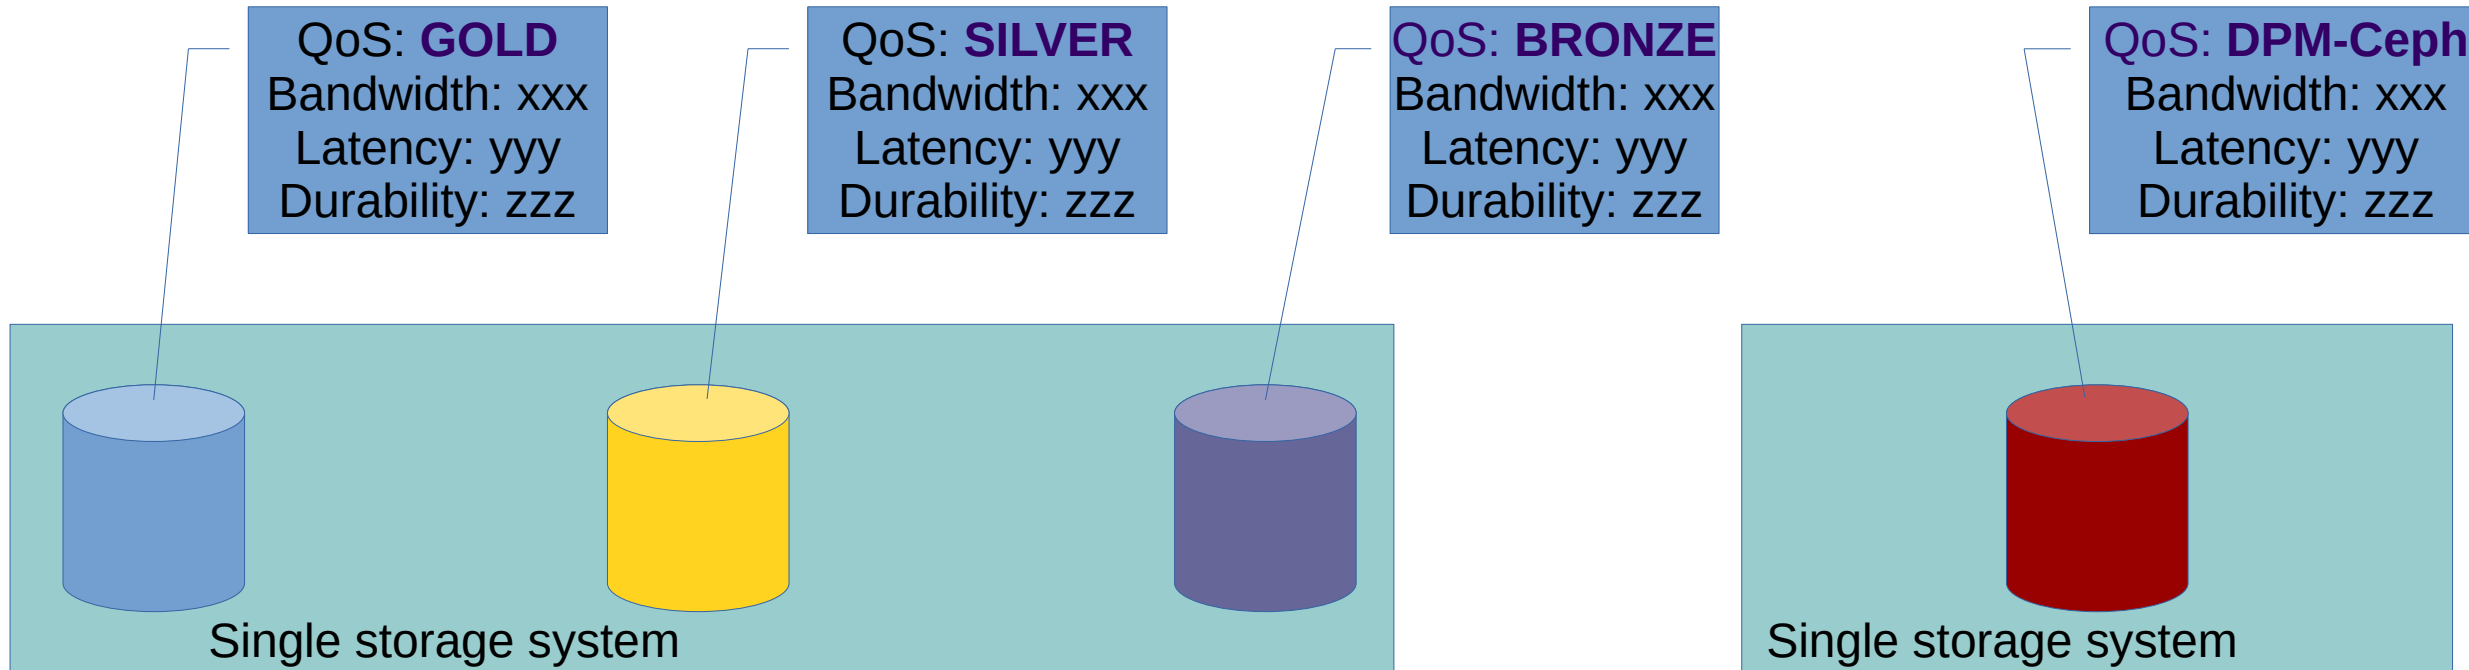 QoS: GOLD
Bandwidth: xxx
Latency: yyy
Durability: zzz
QoS: SILVER
Bandwidth: xxx
Latency: yyy
Durability: zzz
QoS: BRONZE
Bandwidth: xxx
Latency: yyy
Durability: zzz
QoS: DPM-Ceph
Bandwidth: xxx
Latency: yyy
Durability: zzz
Single storage system
Single storage system